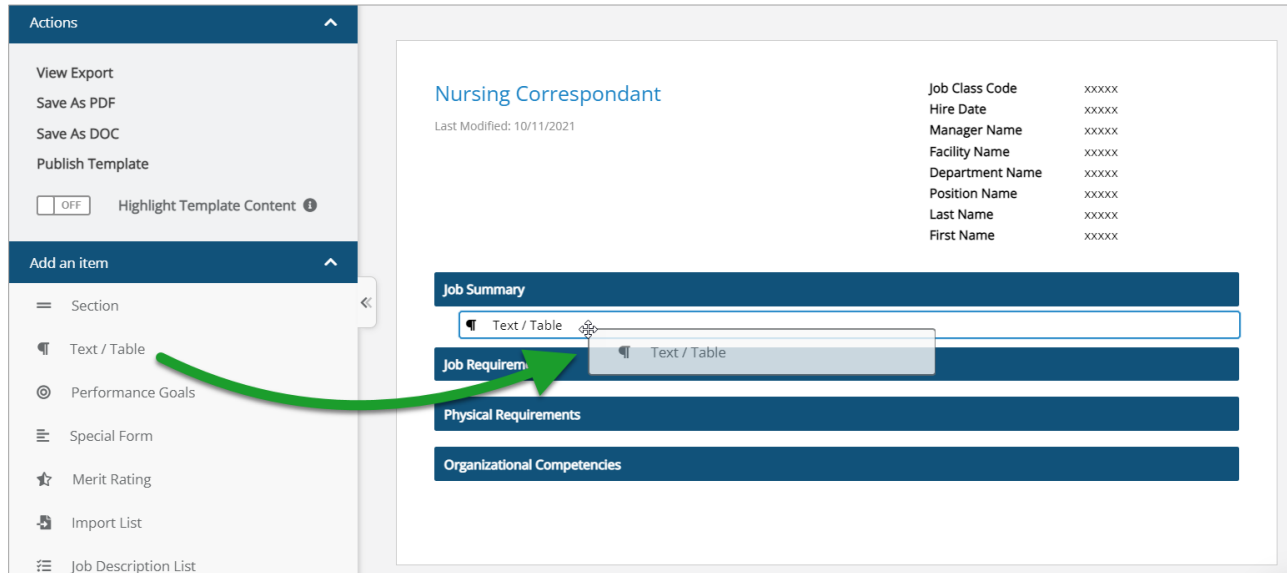 Actions
View Export
Save As PDF
Save As DOC
Publish Template
OFF Highlight Template Content
Add an item
Section
Text / Table
Performance Goals
Special Form
Merit Rating
Import List
Job Description List
Nursing Correspondant
Last Modified: 10/11/2021
Job Class Code xxxxx
Hire Date xxxxx
Manager Name xxxxx
Facility Name xxxxx
Department Name xxxxx
Position Name xxxxx
Last Name xxxxx
First Name xxxxx
Job Summary
¶ Text / Table
¶ Text / Table
Job Requirem
Physical Requirements
Organizational Competencies